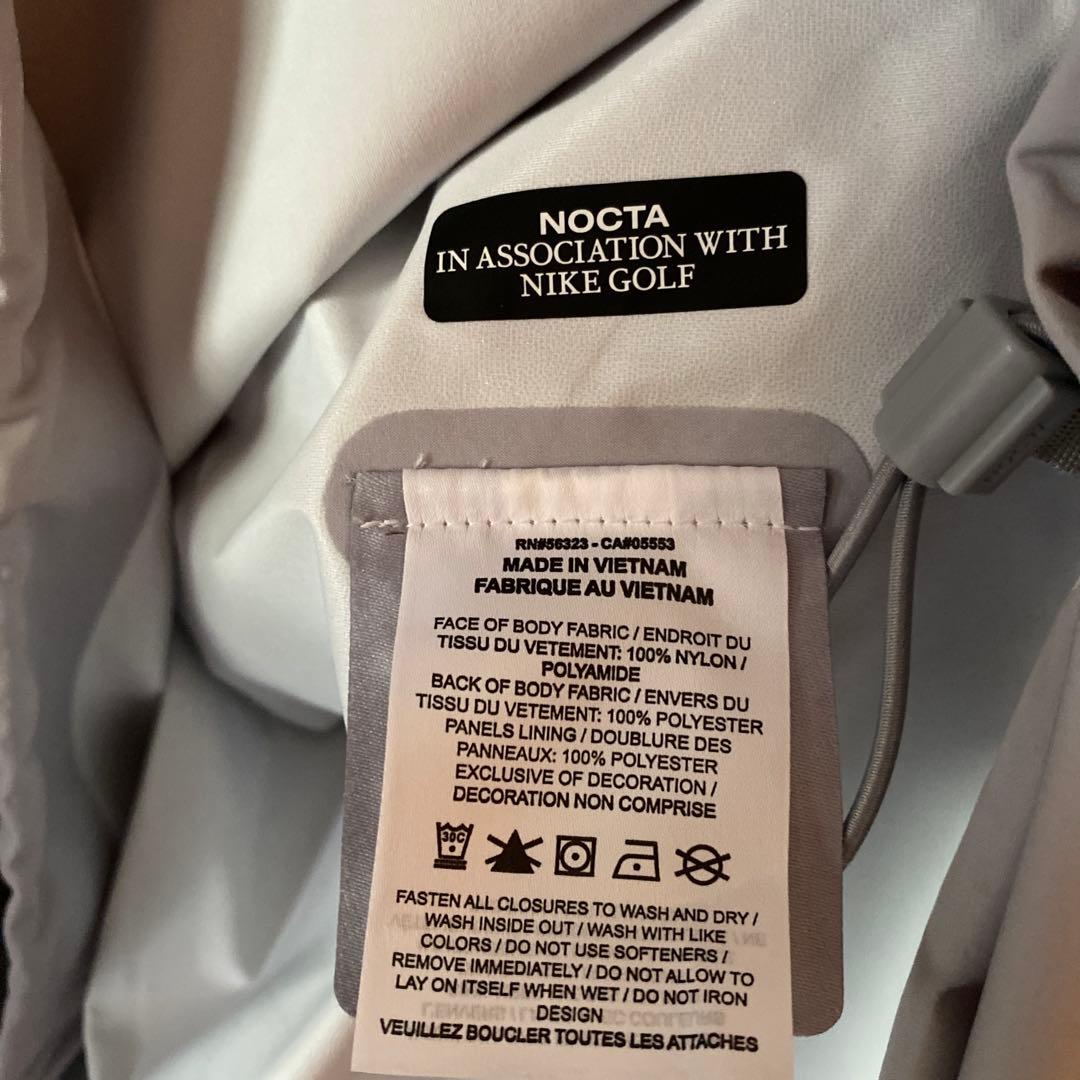 NOCTA
IN ASSOCIATION WITH
NIKE GOLF
RN#56323 - CA#05553
MADE IN VIETNAM
FABRIQUE AU VIETNAM
FACE OF BODY FABRIC / ENDROIT DU
TISSU DU VETEMENT: 100% NYLON /
POLYAMIDE
BACK OF BODY FABRIC / ENVERS DU
TISSU DU VETEMENT: 100% POLYESTER
PANELS LINING / DOUBLURE DES
PANNEAUX: 100% POLYESTER
EXCLUSIVE OF DECORATION /
DECORATION NON COMPRISE
30C
FASTEN ALL CLOSURES TO WASH AND DRY /
WASH INSIDE OUT / WASH WITH LIKE
COLORS / DO NOT USE SOFTENERS /
REMOVE IMMEDIATELY / DO NOT ALLOW TO
LAY ON ITSELF WHEN WET / DO NOT IRON
DESIGN
VEUILLEZ BOUCLER TOUTES LES ATTACHES